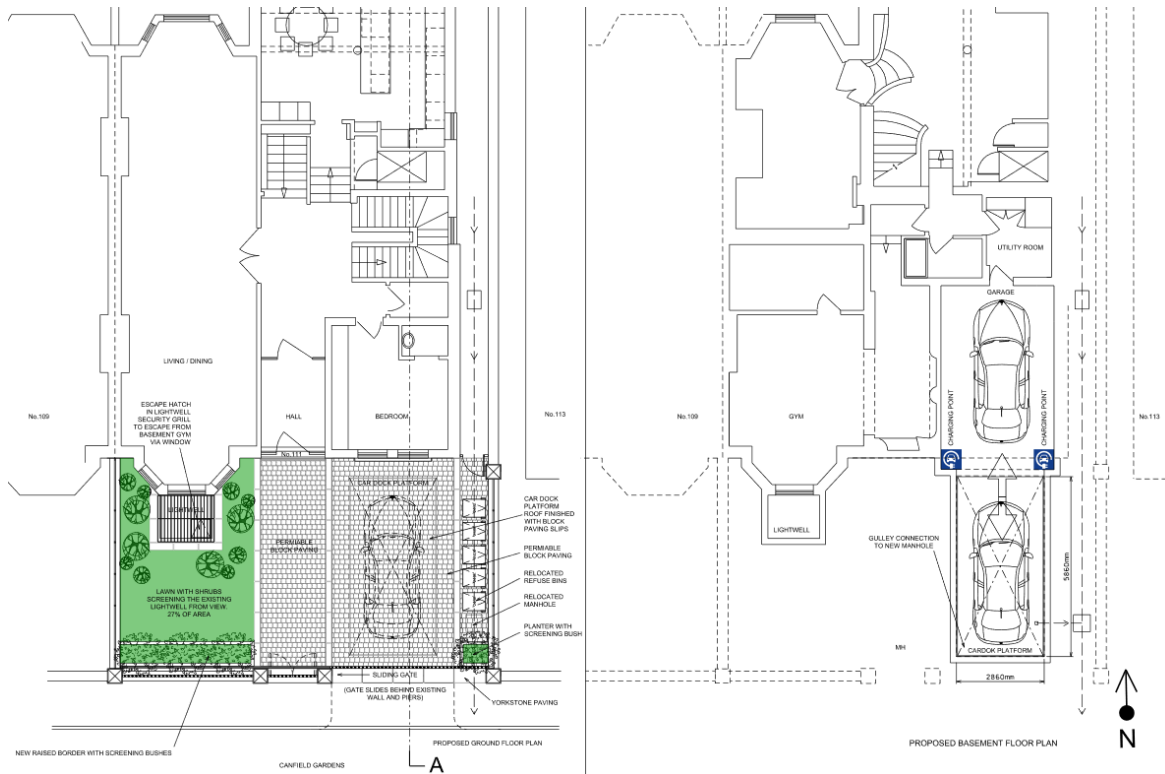 LIVING / DINING
ESCAPE HATCH
IN LIGHTWELL
SECURITY GRILL
TO ESCAPE FROM
BASEMENT GYM
VIA WINDOW
No.109
HALL
BEDROOM
No.113
No.111
LIGHTWELL
CAR DOCK PLATFORM
PERMIABLE
BLOCK PAVING
CAR DOCK
PLATFORM
ROOF FINISHED
WITH BLOCK
PAVING SLIPS
PERMIABLE
BLOCK PAVING
RELOCATED
REFUSE BINS
RELOCATED
MANHOLE
PLANTER WITH
SCREENING BUSH
LAWN WITH SHRUBS
SCREENING THE EXISTING
LIGHTWELL FROM VIEW
27% OF AREA
SLIDING GATE
(GATE SLIDES BEHIND EXISTING
WALL AND PIERS)
YORKSTONE PAVING
NEW RAISED BORDER WITH SCREENING BUSHES
PROPOSED GROUND FLOOR PLAN
CANFIELD GARDENS
A
UTILITY ROOM
GARAGE
No.109
GYM
CHARGING POINT
CHARGING POINT
No.113
LIGHTWELL
GULLEY CONNECTION
TO NEW MANHOLE
5860mm
MH
CARDOK PLATFORM
2860mm
PROPOSED BASEMENT FLOOR PLAN
N